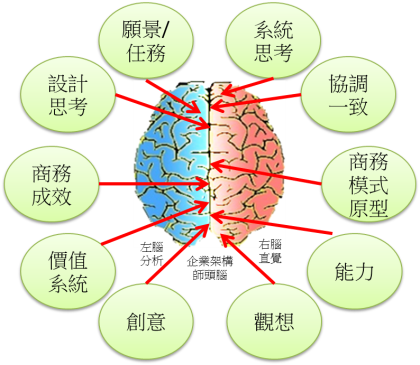 願景/
任務
系統
思考
設計
思考
協調
一致
商務
成效
商務
模式
原型
左腦
分析
企業架構
師頭腦
右腦
直覺
價值
系統
能力
創意
觀想